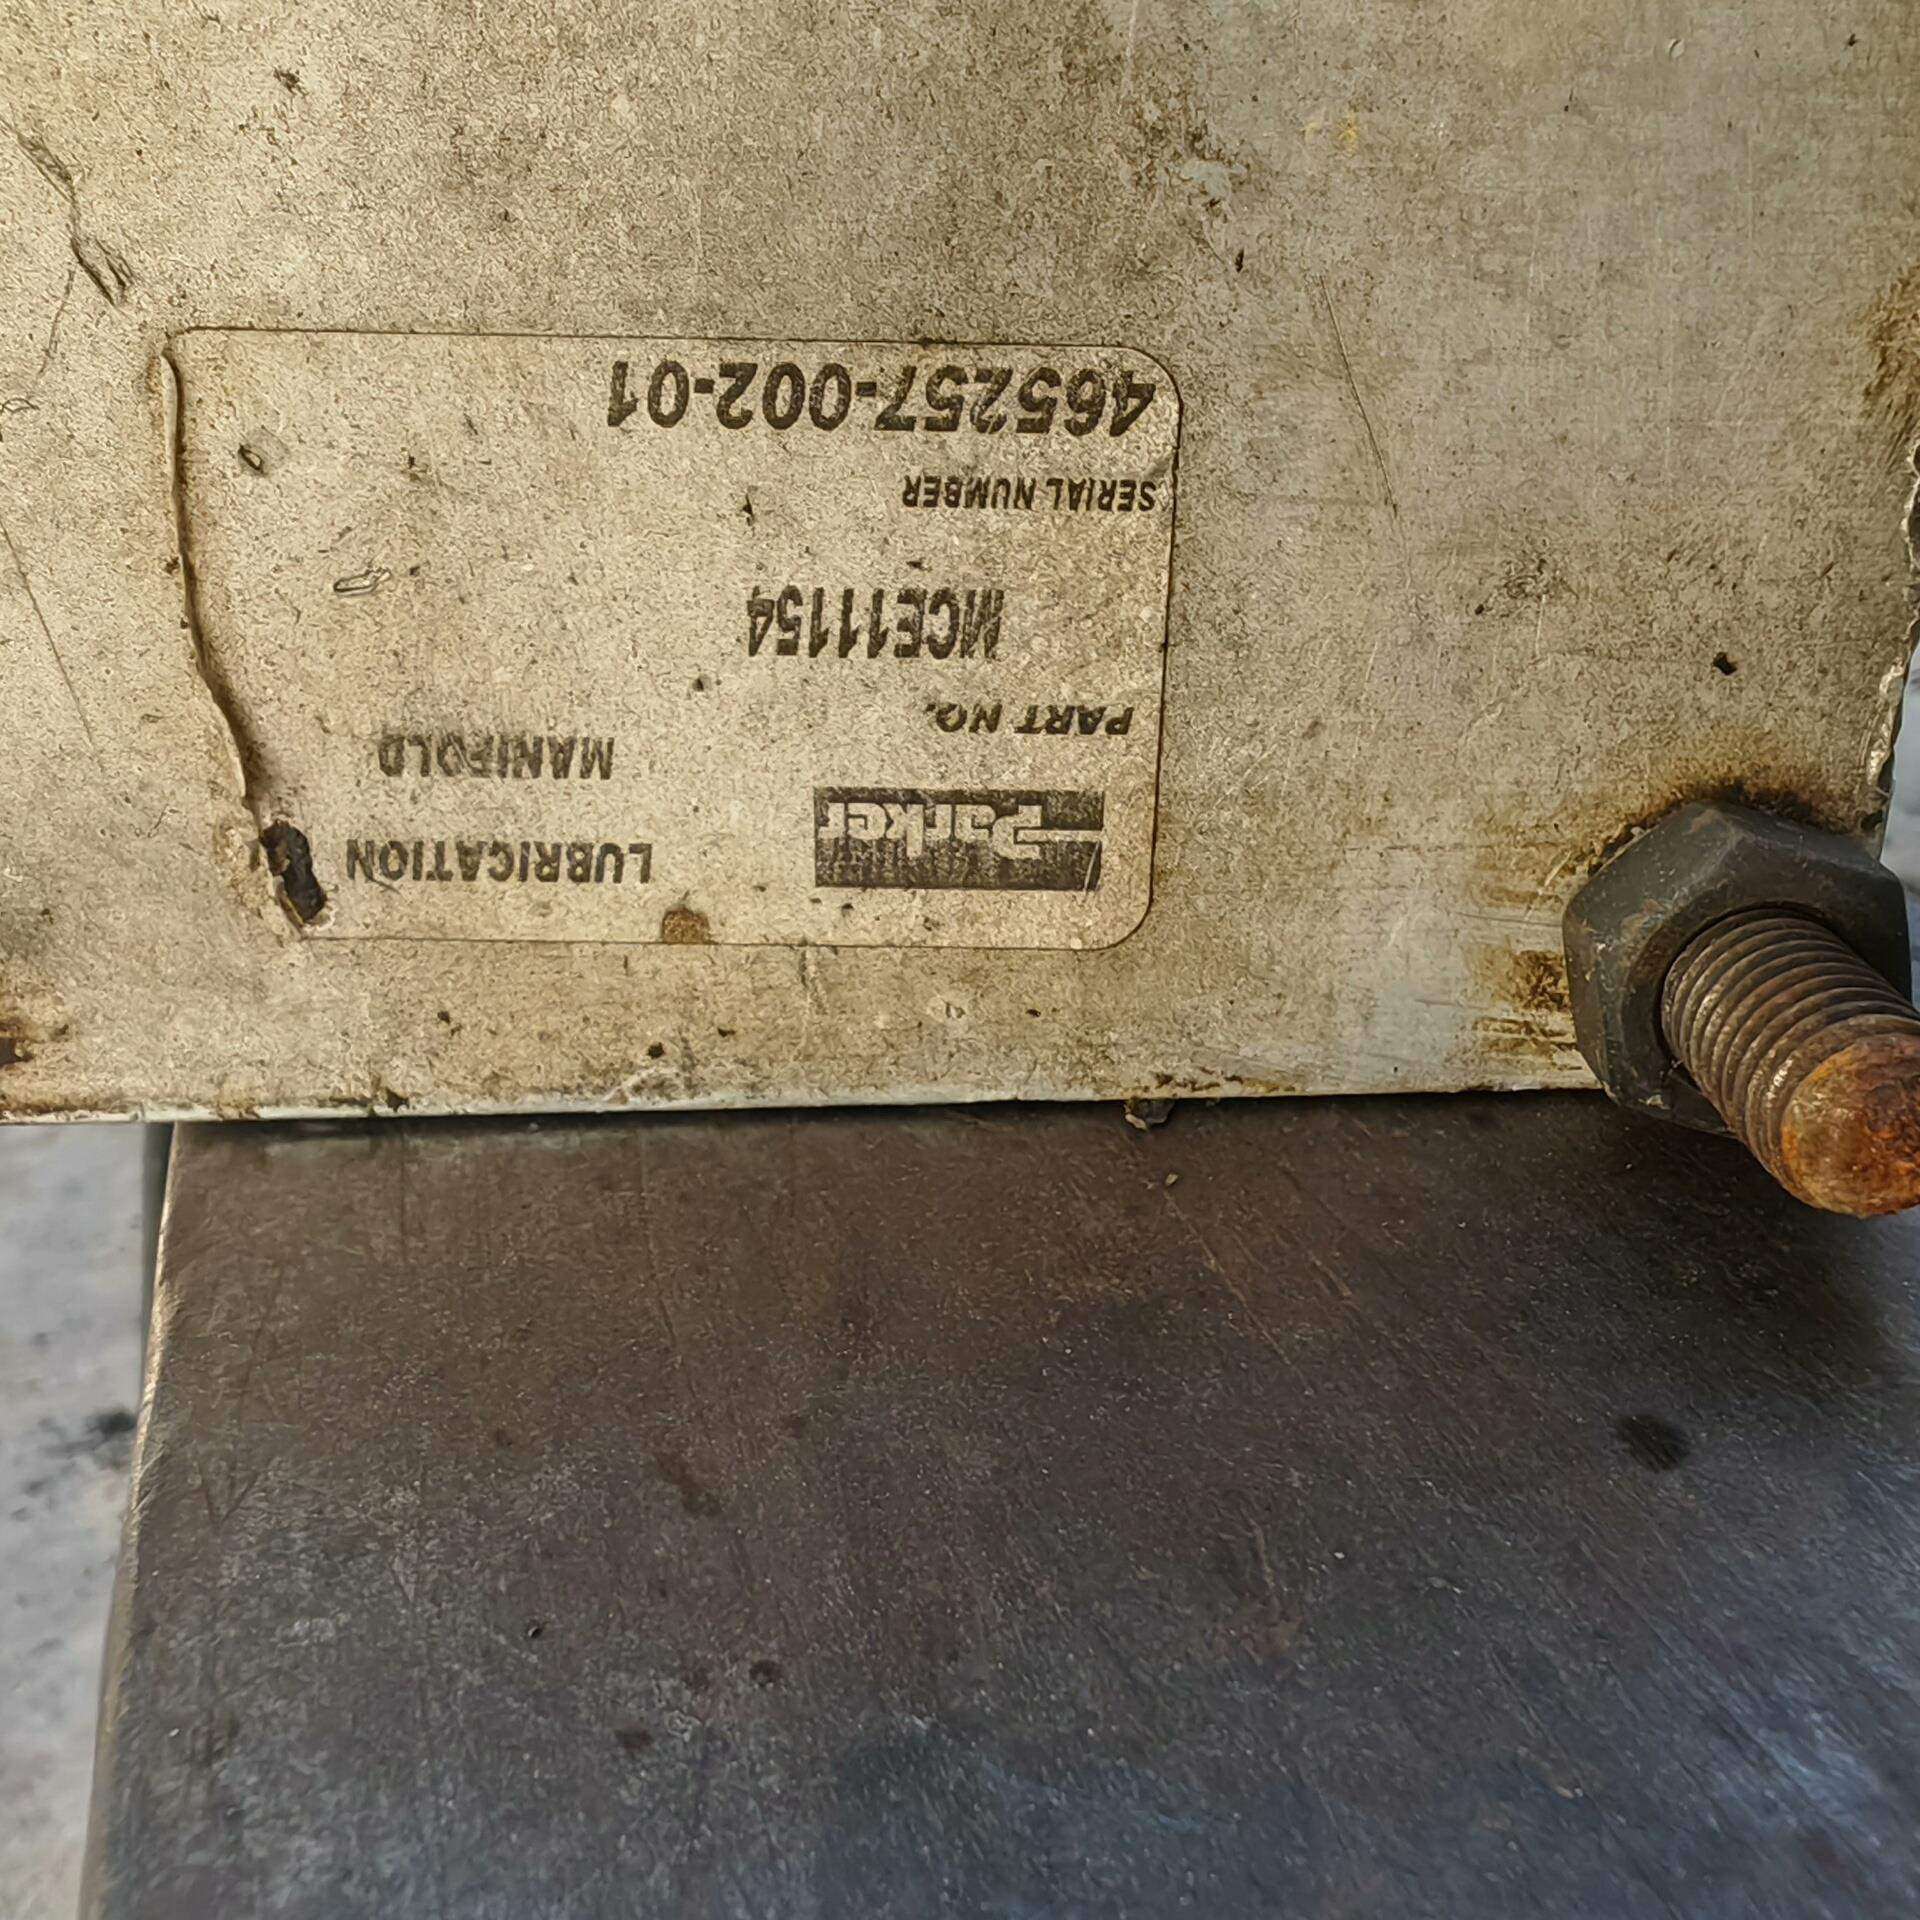 Parker
LUBRICATION
MANIFOLD
PART NO.
MCE11154
SERIAL NUMBER
465257-002-01